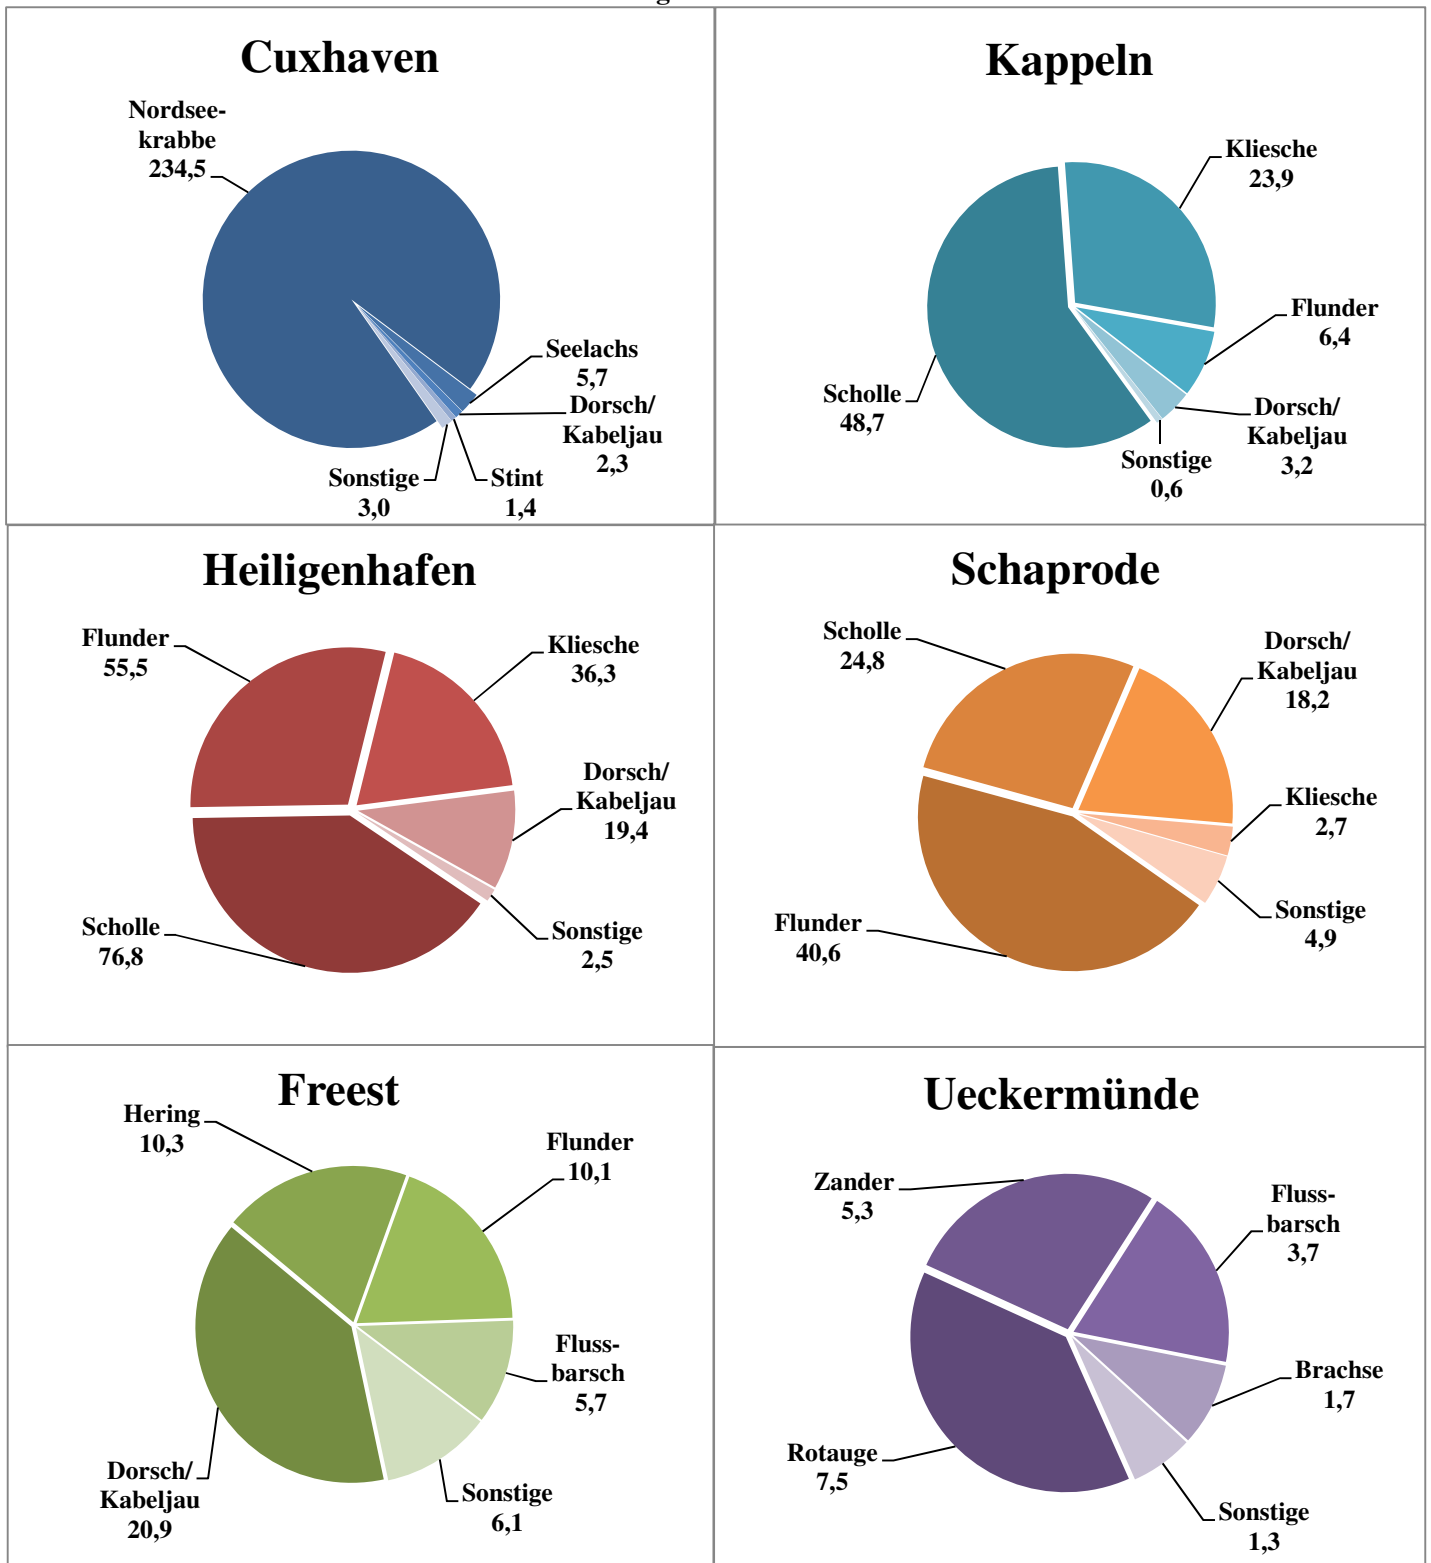 Cuxhaven
Nordsee-
krabbe
234,5
Seelachs
5,7
Dorsch/
Kabeljau
2,3
Stint
1,4
Sonstige
3,0
Kappeln
Kliesche
23,9
Flunder
6,4
Dorsch/
Kabeljau
3,2
Sonstige
0,6
Scholle
48,7
Heiligenhafen
Flunder
55,5
Kliesche
36,3
Dorsch/
Kabeljau
19,4
Sonstige
2,5
Scholle
76,8
Schaprode
Scholle
24,8
Dorsch/
Kabeljau
18,2
Kliesche
2,7
Sonstige
4,9
Flunder
40,6
Freest
Hering
10,3
Flunder
10,1
Fluss-
barsch
5,7
Sonstige
6,1
Dorsch/
Kabeljau
20,9
Ueckermünde
Zander
5,3
Fluss-
barsch
3,7
Brachse
1,7
Sonstige
1,3
Rotauge
7,5